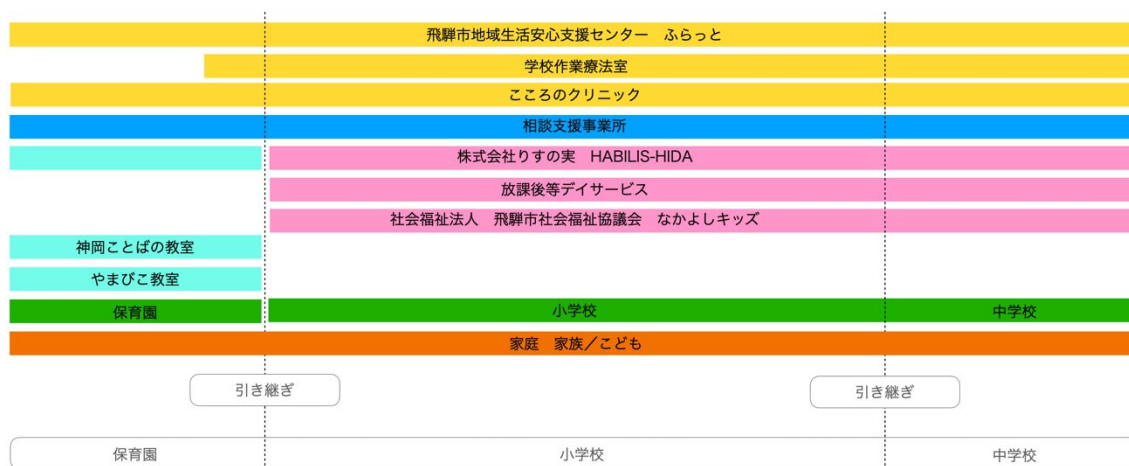 飛騨市地域生活安心支援センター　ふらっと
学校作業療法室
こころのクリニック
相談支援事業所
株式会社りすの実　HABILIS-HIDA
放課後等デイサービス
社会福祉法人　飛騨市社会福祉協議会　なかよしキッズ
神岡ことばの教室
やまびこ教室
保育園　小学校　中学校
家庭　家族／こども
引き継ぎ　引き継ぎ
保育園　小学校　中学校